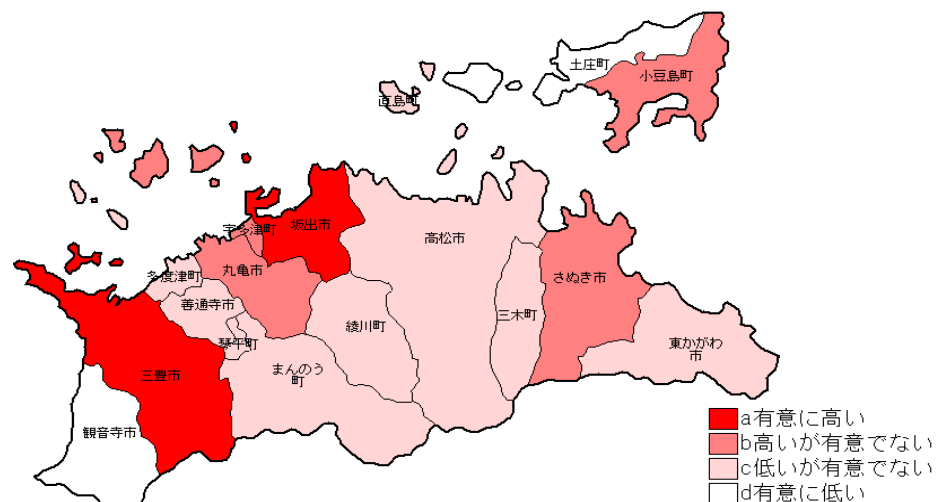 土庄町
小豆島町
直島町
宇多津町
坂出市
高松市
丸亀市
多度津町
さぬき市
善通寺市
三木町
綾川町
琴平町
東かがわ
市
まんのう
町
三豊市
観音寺市
a有意に高い
b高いが有意でない
c低いが有意でない
d有意に低い